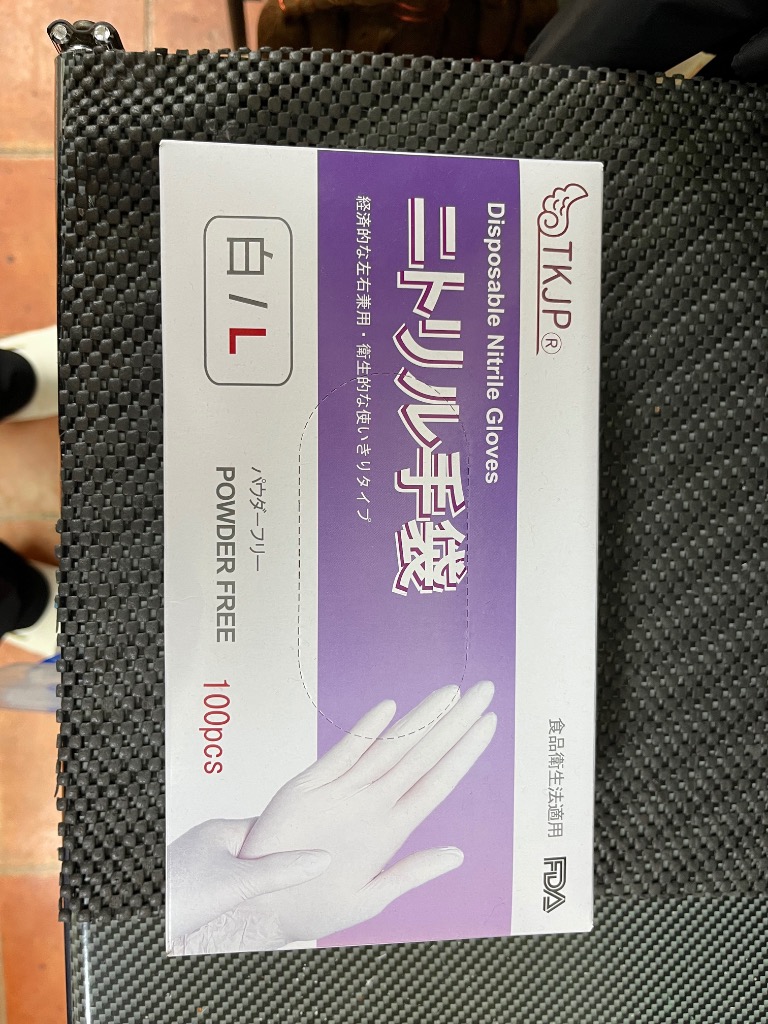 TKJP®
食品衛生法適用 FDA
Disposable Nitrile Gloves
ニトリル手袋
経済的な左右兼用・衛生的な使いきりタイプ
白/L
パウダーフリー
POWDER FREE
100pcs